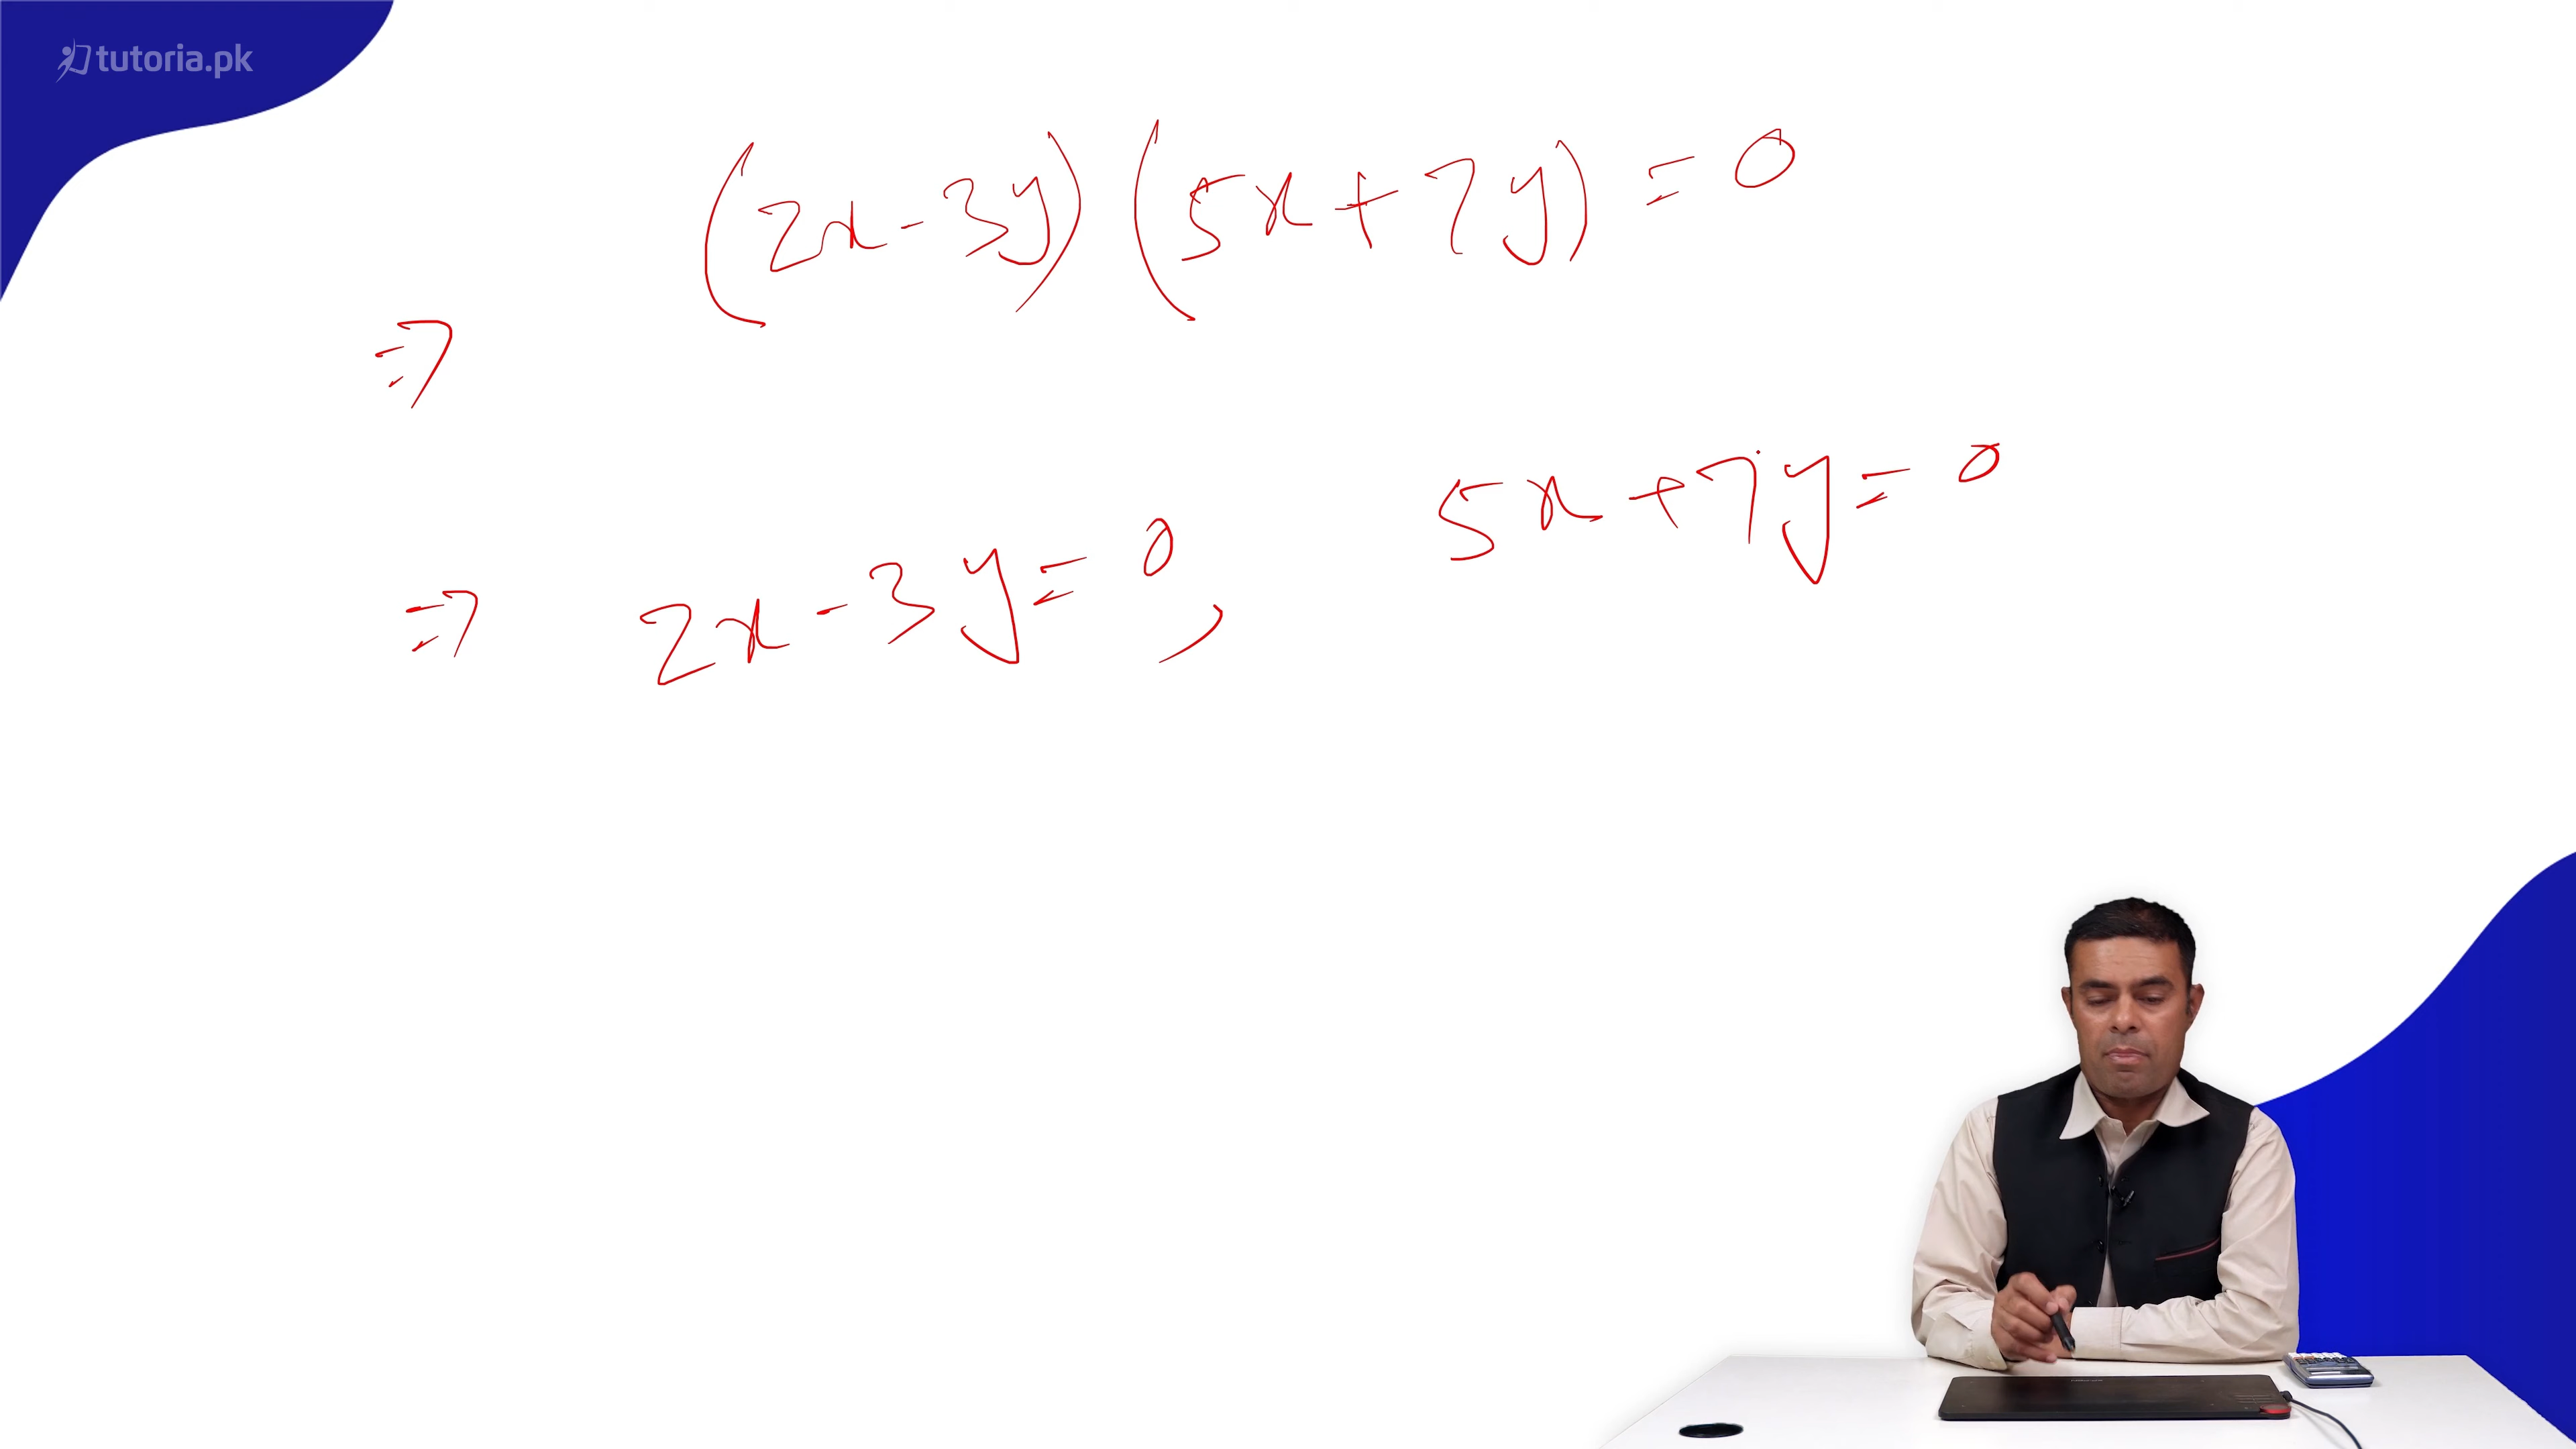 tutoria.pk
(2x-3y)(5x+7y)=0
⇒
⇒ 2x-3y=0, 5x+7y=0